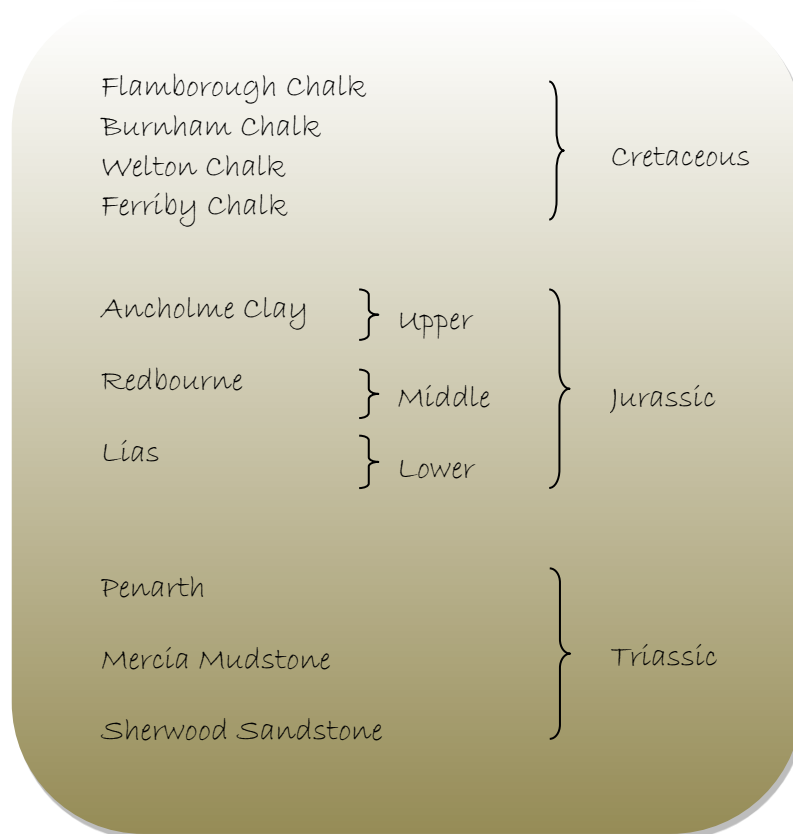 Flamborough Chalk
Burnham Chalk
Welton Chalk
Ferriby Chalk
Cretaceous
Ancholme Clay
Upper
Redbourne
Middle
Jurassic
Lias
Lower
Penarth
Mercia Mudstone
Triassic
Sherwood Sandstone